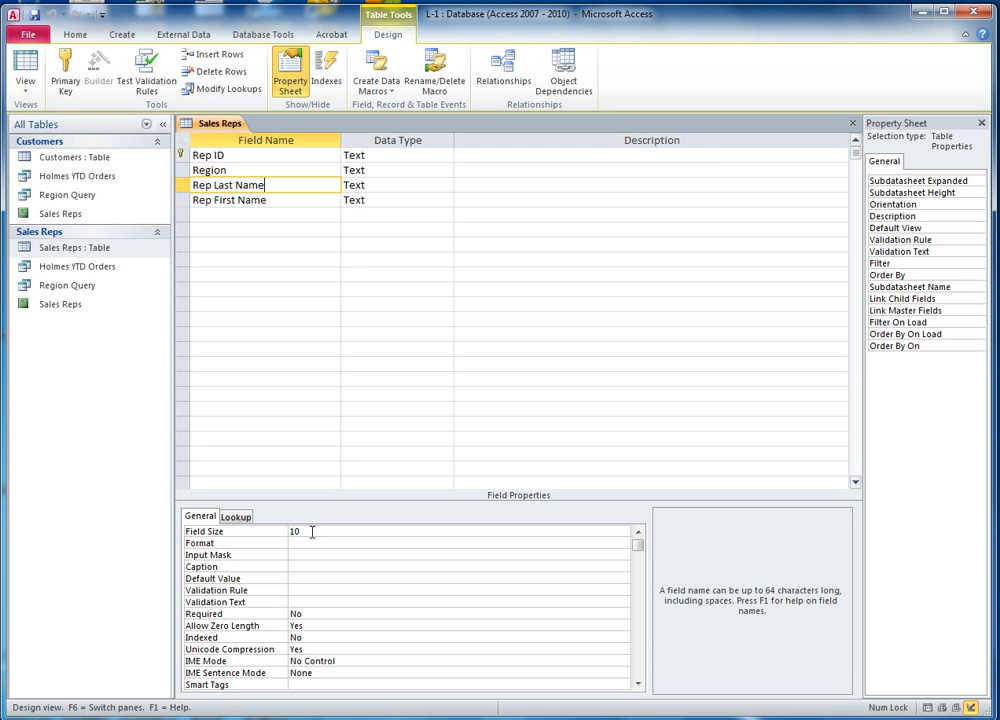 Table Tools
L-1 : Database (Access 2007 - 2010) - Microsoft Access
File Home Create External Data Database Tools Acrobat Design
View
Views
Primary Key
Builder
Test Validation Rules
Insert Rows
Delete Rows
Modify Lookups
Tools
Property Sheet
Indexes
Show/Hide
Create Data Macros
Rename/Delete Macro
Field, Record & Table Events
Relationships
Object Dependencies
Relationships
All Tables
Customers
Customers : Table
Holmes YTD Orders
Region Query
Sales Reps
Sales Reps
Sales Reps : Table
Holmes YTD Orders
Region Query
Sales Reps
Sales Reps
Field Name Data Type Description
Rep ID Text
Region Text
Rep Last Name Text
Rep First Name Text
Field Properties
General Lookup
Field Size 10
Format
Input Mask
Caption
Default Value
Validation Rule
Validation Text
Required No
Allow Zero Length Yes
Indexed No
Unicode Compression Yes
IME Mode No Control
IME Sentence Mode None
Smart Tags
A field name can be up to 64 characters long,
including spaces. Press F1 for help on field
names.
Property Sheet
Selection type: Table
Properties
General
Subdatasheet Expanded
Subdatasheet Height
Orientation
Description
Default View
Validation Rule
Validation Text
Filter
Order By
Subdatasheet Name
Link Child Fields
Link Master Fields
Filter On Load
Order By On Load
Order By On
Design view. F6 = Switch panes. F1 = Help.
Num Lock